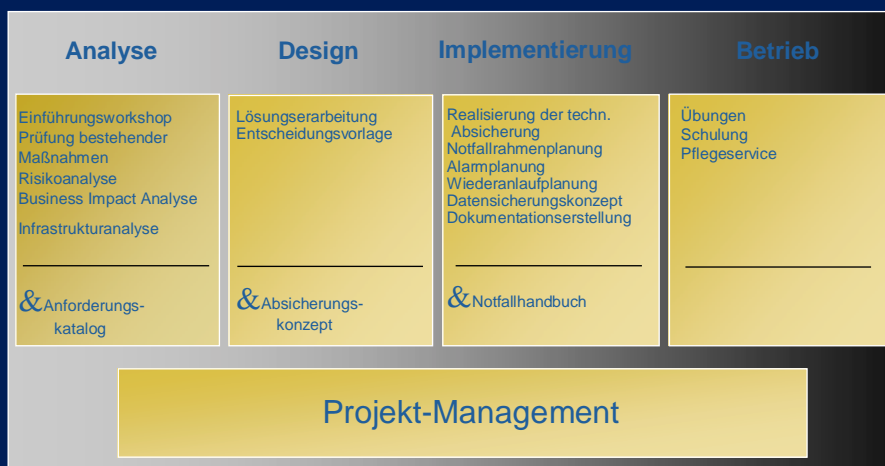 Analyse
Einführungsworkshop
Prüfung bestehender
Maßnahmen
Risikoanalyse
Business Impact Analyse
Infrastrukturanalyse
&Anforderungs-
katalog
Design
Lösungserarbeitung
Entscheidungsvorlage
&Absicherungs-
konzept
Implementierung
Realisierung der techn.
Absicherung
Notfallrahmenplanung
Alarmplanung
Wiederanlaufplanung
Datensicherungskonzept
Dokumentationserstellung
&Notfallhandbuch
Betrieb
Übungen
Schulung
Pflegeservice
Projekt-Management